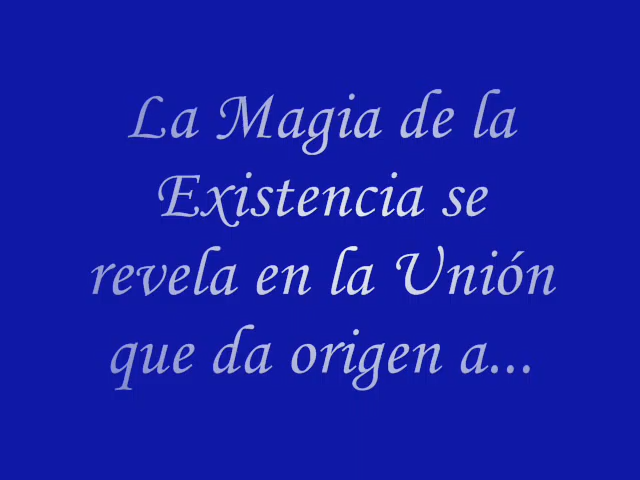 La Magia de la
Existencia se
revela en la Unión
que da origen a...